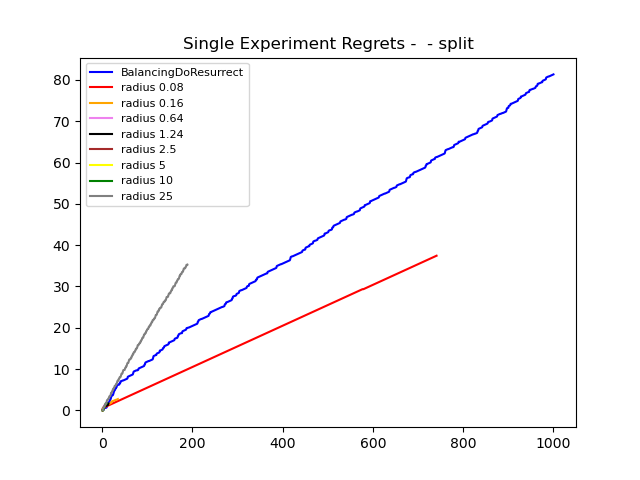 Single Experiment Regrets -  - split
BalancingDoResurrect
radius 0.08
radius 0.16
radius 0.64
radius 1.24
radius 2.5
radius 5
radius 10
radius 25
80
70
60
50
40
30
20
10
0
0 200 400 600 800 1000